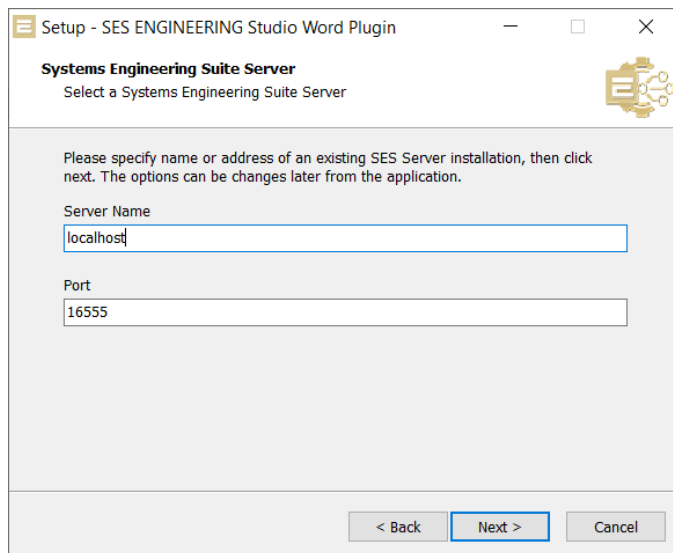 Setup - SES ENGINEERING Studio Word Plugin
Systems Engineering Suite Server
Select a Systems Engineering Suite Server
Please specify name or address of an existing SES Server installation, then click
next. The options can be changes later from the application.
Server Name
localhost
Port
16555
< Back Next > Cancel